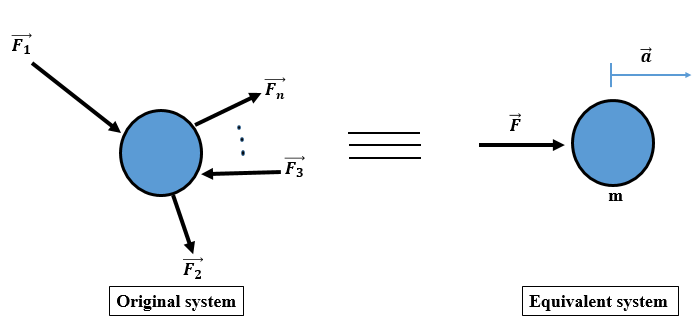 F₁
Fₙ
F₃
F₂
Original system
F
a
m
Equivalent system